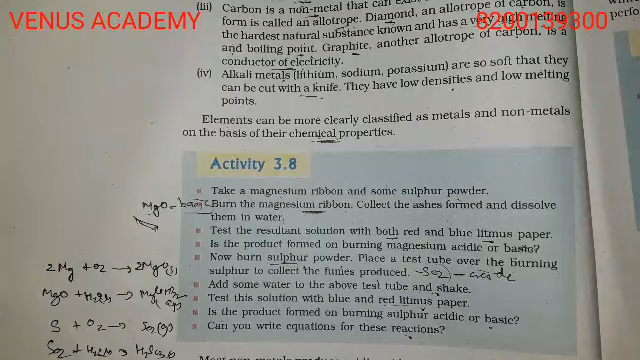 VENUS ACADEMY
8200139300
(iii) Carbon is a non-metal that can exist
form is called an allotrope. Diamond, an allotrope of carbon, is
the hardest natural substance known and has a very high melting
and boiling point. Graphite, another allotrope of carbon, is a
conductor of electricity.
(iv) Alkali metals (lithium, sodium, potassium) are so soft that they
can be cut with a knife. They have low densities and low melting
points.
Elements can be more clearly classified as metals and non-metals
on the basis of their chemical properties.
Activity 3.8
Take a magnesium ribbon and some sulphur powder.
MgO - basic
Burn the magnesium ribbon. Collect the ashes formed and dissolve
them in water.
Test the resultant solution with both red and blue litmus paper.
Is the product formed on burning magnesium acidic or basic?
Now burn sulphur powder. Place a test tube over the burning
sulphur to collect the fumes produced. SO2 -
Add some water to the above test tube and shake.
Test this solution with blue and red litmus paper.
Is the product formed on burning sulphur acidic or basic?
Can you write equations for these reactions?
2Mg + O2 → 2MgO(s)
MgO + H2O →
S + O2 → SO2(g)
SO2 + H2O →
perfo